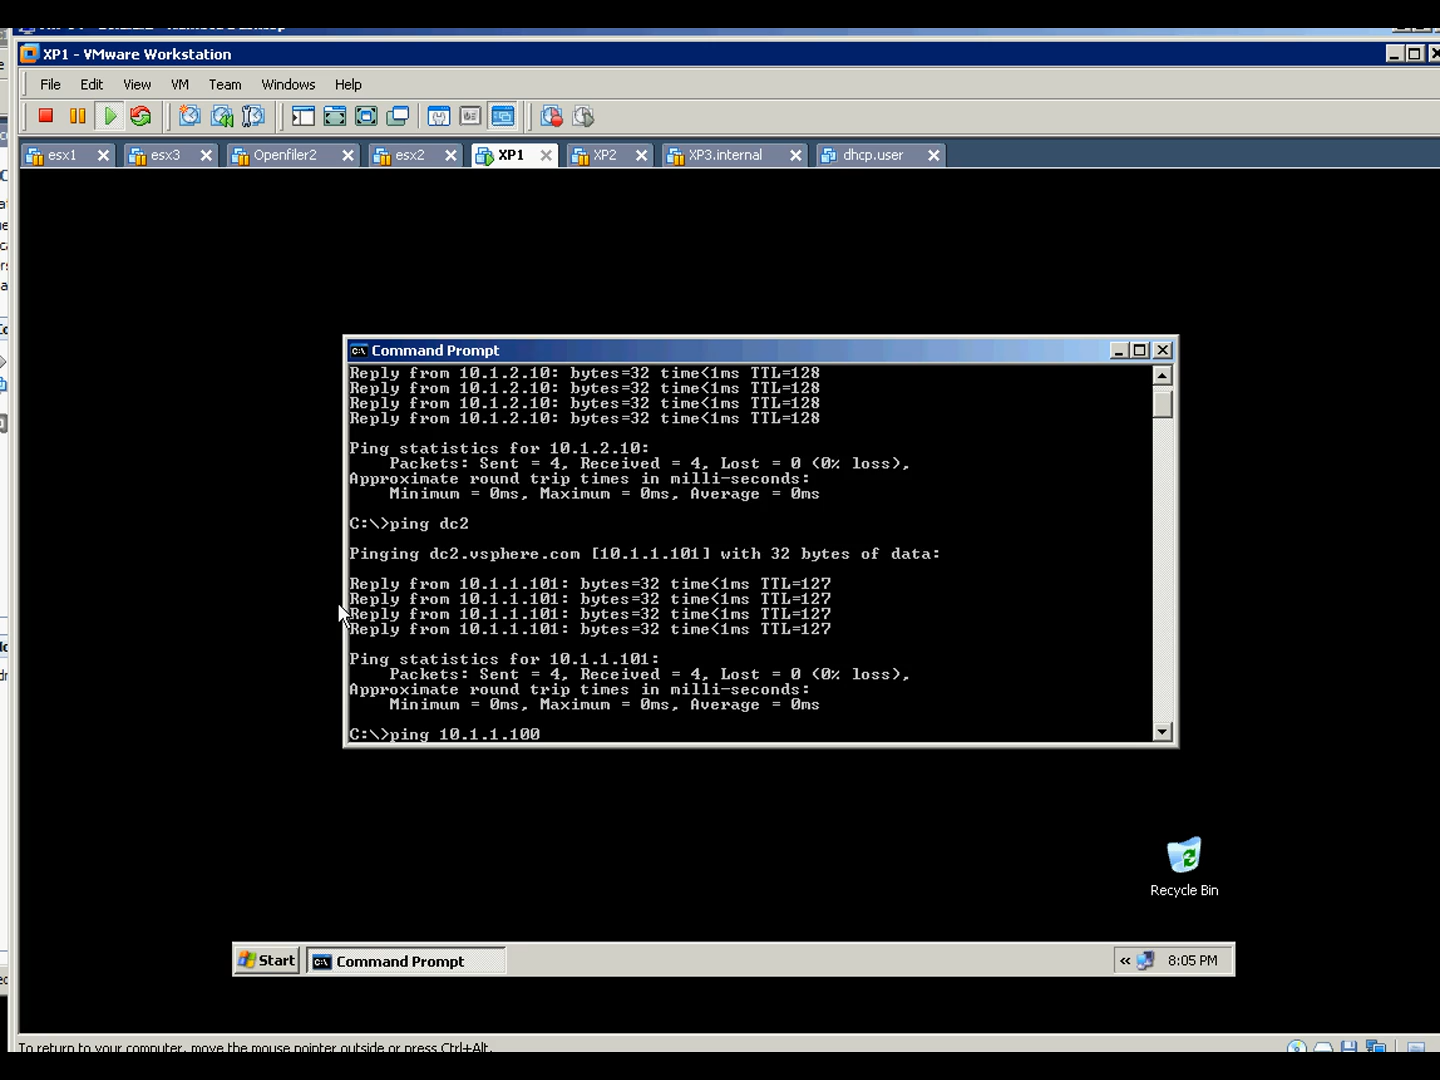 XP1 - VMware Workstation
File Edit View VM Team Windows Help
esx1 esx3 Openfiler2 esx2 XP1 XP2 XP3.internal dhcp.user
Command Prompt
Reply from 10.1.2.10: bytes=32 time<1ms TTL=128
Reply from 10.1.2.10: bytes=32 time<1ms TTL=128
Reply from 10.1.2.10: bytes=32 time<1ms TTL=128
Reply from 10.1.2.10: bytes=32 time<1ms TTL=128
Ping statistics for 10.1.2.10:
Packets: Sent = 4, Received = 4, Lost = 0 (0% loss),
Approximate round trip times in milli-seconds:
Minimum = 0ms, Maximum = 0ms, Average = 0ms
C:\>ping dc2
Pinging dc2.vsphere.com [10.1.1.101] with 32 bytes of data:
Reply from 10.1.1.101: bytes=32 time<1ms TTL=127
Reply from 10.1.1.101: bytes=32 time<1ms TTL=127
Reply from 10.1.1.101: bytes=32 time<1ms TTL=127
Reply from 10.1.1.101: bytes=32 time<1ms TTL=127
Ping statistics for 10.1.1.101:
Packets: Sent = 4, Received = 4, Lost = 0 (0% loss),
Approximate round trip times in milli-seconds:
Minimum = 0ms, Maximum = 0ms, Average = 0ms
C:\>ping 10.1.1.100
Recycle Bin
Start Command Prompt « 8:05 PM
To return to your computer, move the mouse pointer outside or press Ctrl+Alt.